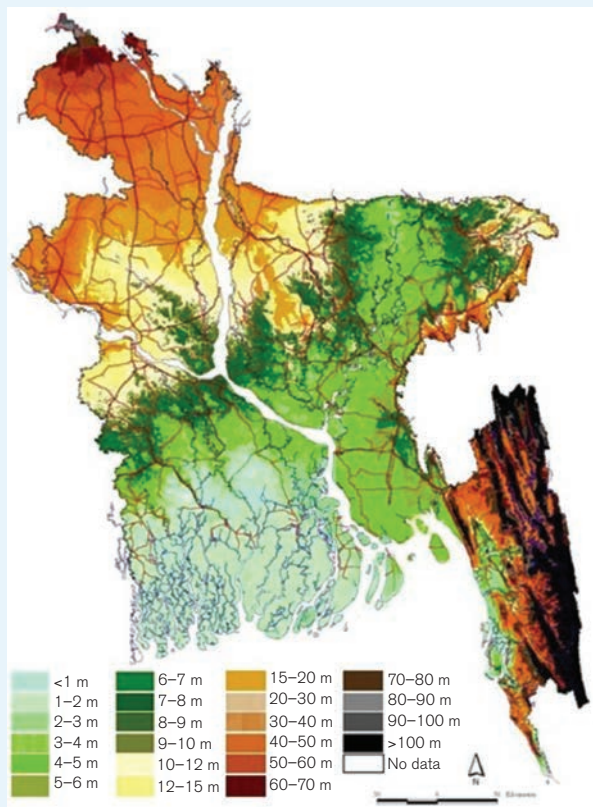 <1 m
1–2 m
2–3 m
3–4 m
4–5 m
5–6 m
6–7 m
7–8 m
8–9 m
9–10 m
10–12 m
12–15 m
15–20 m
20–30 m
30–40 m
40–50 m
50–60 m
60–70 m
70–80 m
80–90 m
90–100 m
>100 m
No data
N